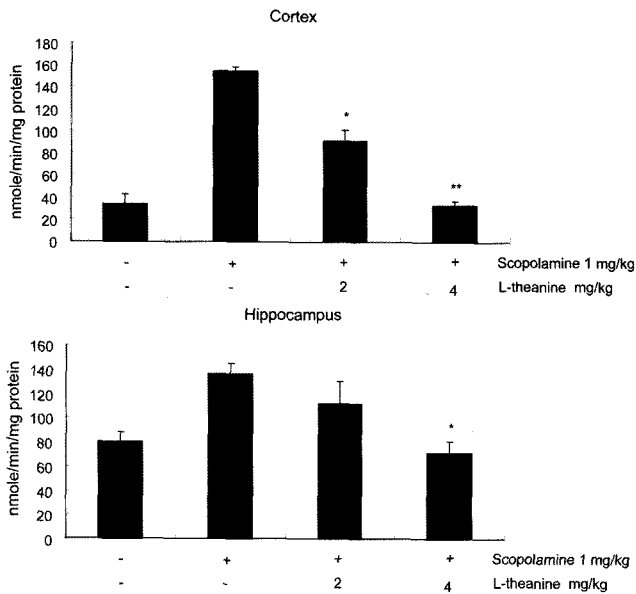 Cortex
nmole/min/mg protein
180
160
140
120
100
80
60
40
20
0
*
**
- + + + Scopolamine 1 mg/kg
- - 2 4 L-theanine mg/kg
Hippocampus
nmole/min/mg protein
160
140
120
100
80
60
40
20
0
*
- + + + Scopolamine 1 mg/kg
- - 2 4 L-theanine mg/kg